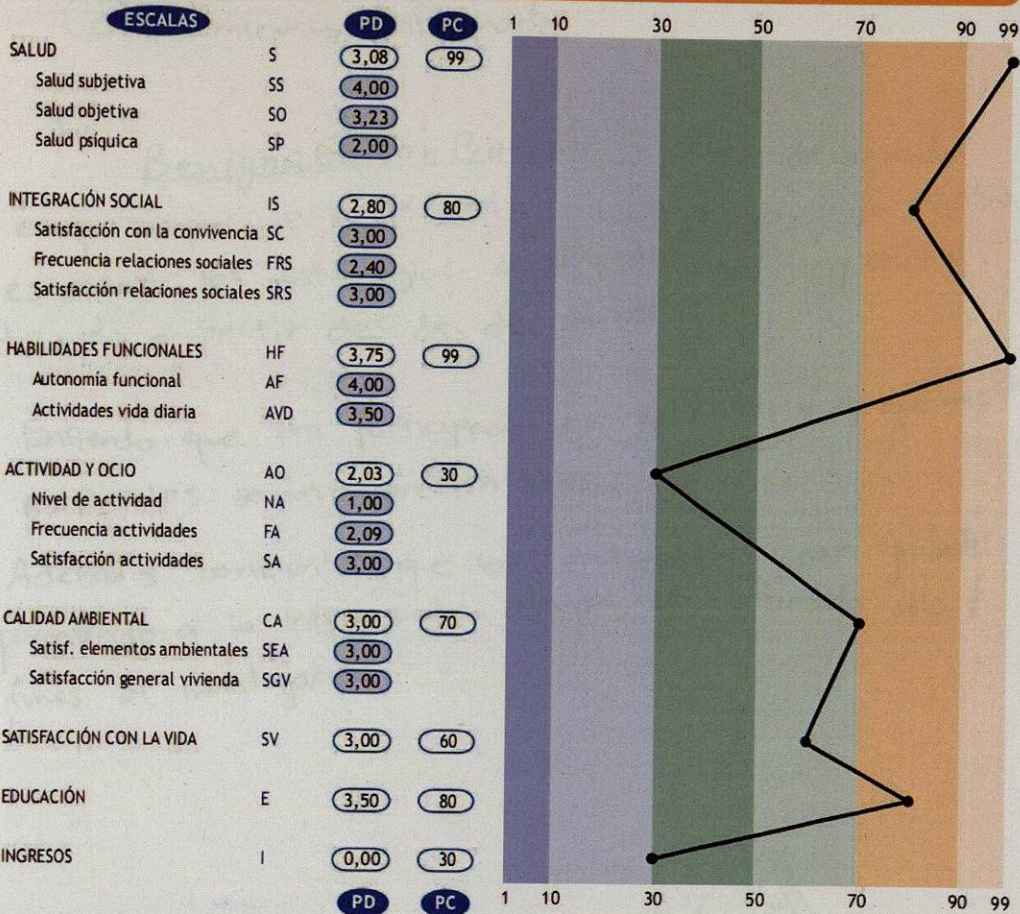 ESCALAS PD PC 1 10 30 50 70 90 99
SALUD S 3,08 99
Salud subjetiva SS 4,00
Salud objetiva SO 3,23
Salud psíquica SP 2,00
INTEGRACIÓN SOCIAL IS 2,80 80
Satisfacción con la convivencia SC 3,00
Frecuencia relaciones sociales FRS 2,40
Satisfacción relaciones sociales SRS 3,00
HABILIDADES FUNCIONALES HF 3,75 99
Autonomía funcional AF 4,00
Actividades vida diaria AVD 3,50
ACTIVIDAD Y OCIO AO 2,03 30
Nivel de actividad NA 1,00
Frecuencia actividades FA 2,09
Satisfacción actividades SA 3,00
CALIDAD AMBIENTAL CA 3,00 70
Satisf. elementos ambientales SEA 3,00
Satisfacción general vivienda SGV 3,00
SATISFACCIÓN CON LA VIDA SV 3,00 60
EDUCACIÓN E 3,50 80
INGRESOS I 0,00 30
PD PC 1 10 30 50 70 90 99